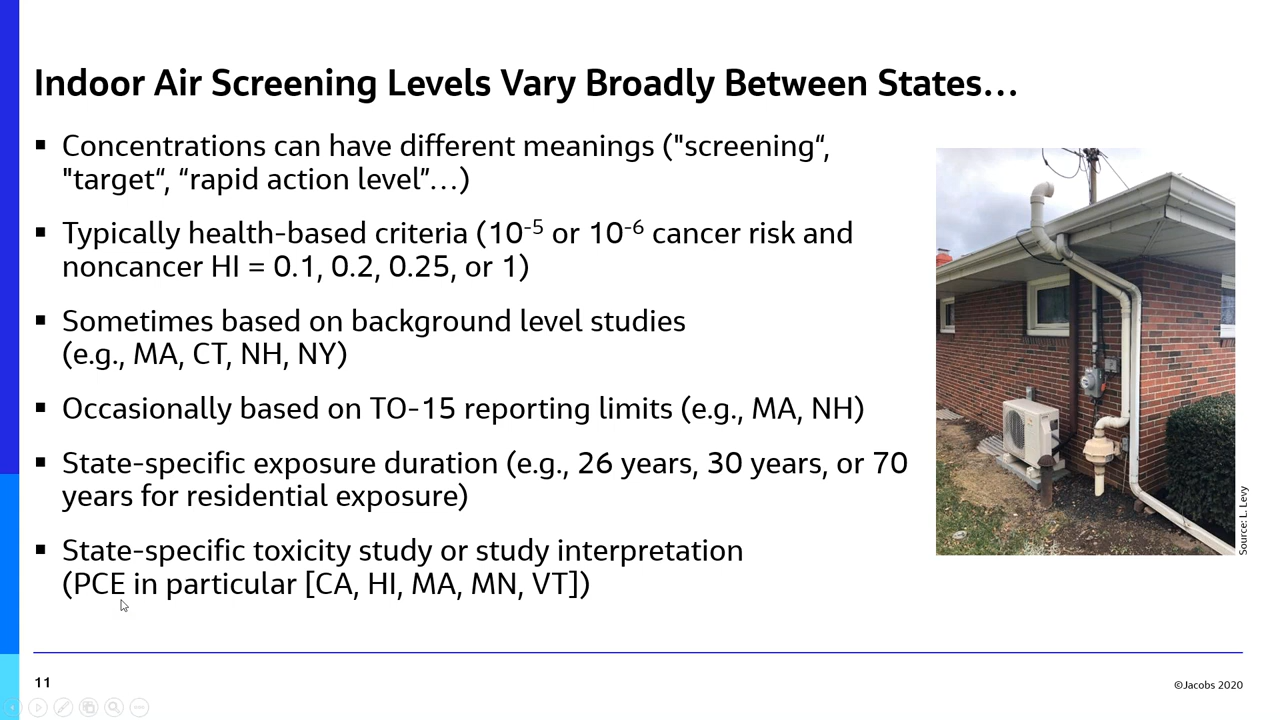 Indoor Air Screening Levels Vary Broadly Between States…
▪ Concentrations can have different meanings ("screening“,
"target“, “rapid action level”…)
▪ Typically health-based criteria (10⁻⁵ or 10⁻⁶ cancer risk and
noncancer HI = 0.1, 0.2, 0.25, or 1)
▪ Sometimes based on background level studies
(e.g., MA, CT, NH, NY)
▪ Occasionally based on TO-15 reporting limits (e.g., MA, NH)
▪ State-specific exposure duration (e.g., 26 years, 30 years, or 70
years for residential exposure)
▪ State-specific toxicity study or study interpretation
(PCE in particular [CA, HI, MA, MN, VT])
Source: L. Levy
11
©Jacobs 2020